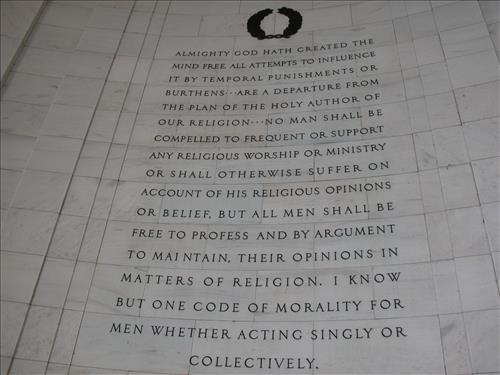 ALMIGHTY GOD HATH CREATED THE
MIND FREE. ALL ATTEMPTS TO INFLUENCE
IT BY TEMPORAL PUNISHMENTS OR
BURTHENS···ARE A DEPARTURE FROM
THE PLAN OF THE HOLY AUTHOR OF
OUR RELIGION···NO MAN SHALL BE
COMPELLED TO FREQUENT OR SUPPORT
ANY RELIGIOUS WORSHIP OR MINISTRY
OR SHALL OTHERWISE SUFFER ON
ACCOUNT OF HIS RELIGIOUS OPINIONS
OR BELIEF, BUT ALL MEN SHALL BE
FREE TO PROFESS AND BY ARGUMENT
TO MAINTAIN, THEIR OPINIONS IN
MATTERS OF RELIGION. I KNOW
BUT ONE CODE OF MORALITY FOR
MEN WHETHER ACTING SINGLY OR
COLLECTIVELY.